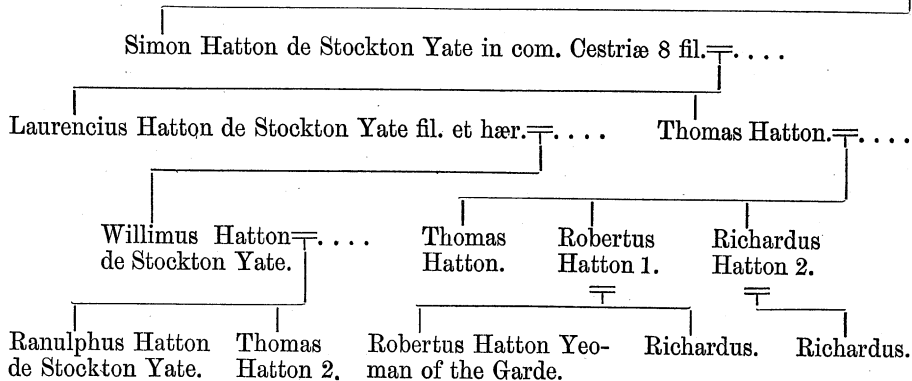 Simon Hatton de Stockton Yate in com. Cestriæ 8 fil.╤....
Laurencius Hatton de Stockton Yate fil. et hær.╤.... Thomas Hatton.╤....
Willimus Hatton╤.... Thomas Robertus Richardus
de Stockton Yate. Hatton. Hatton 1. Hatton 2.
Ranulphus Hatton Thomas Robertus Hatton Yeo- Richardus. Richardus.
de Stockton Yate. Hatton 2. man of the Garde.